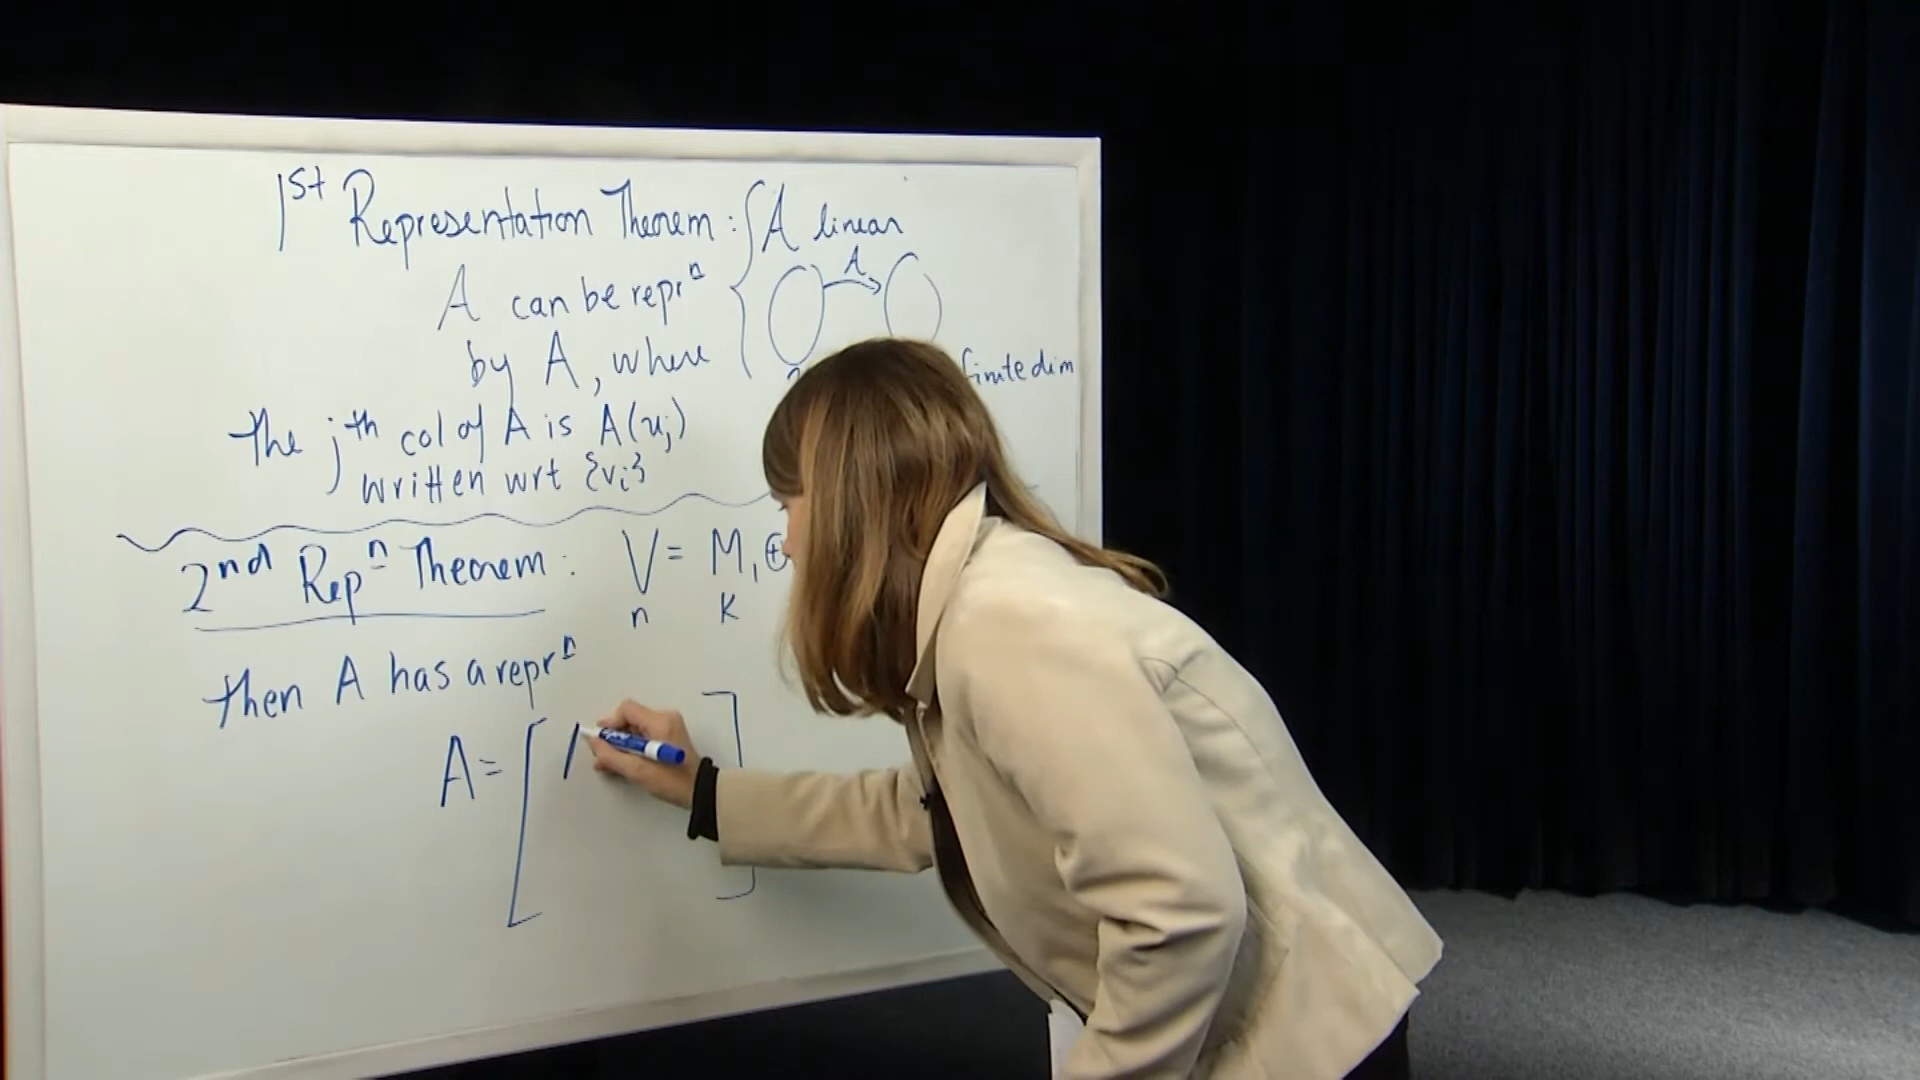 1st Representation Theorem : { A linear
A
A can be reprn
by A, where
finite dim
the jth col of A is A(uj)
written wrt {vi}
2nd Repn Theorem : V = M1 ⊕
n k
then A has a reprn
A = [ ]